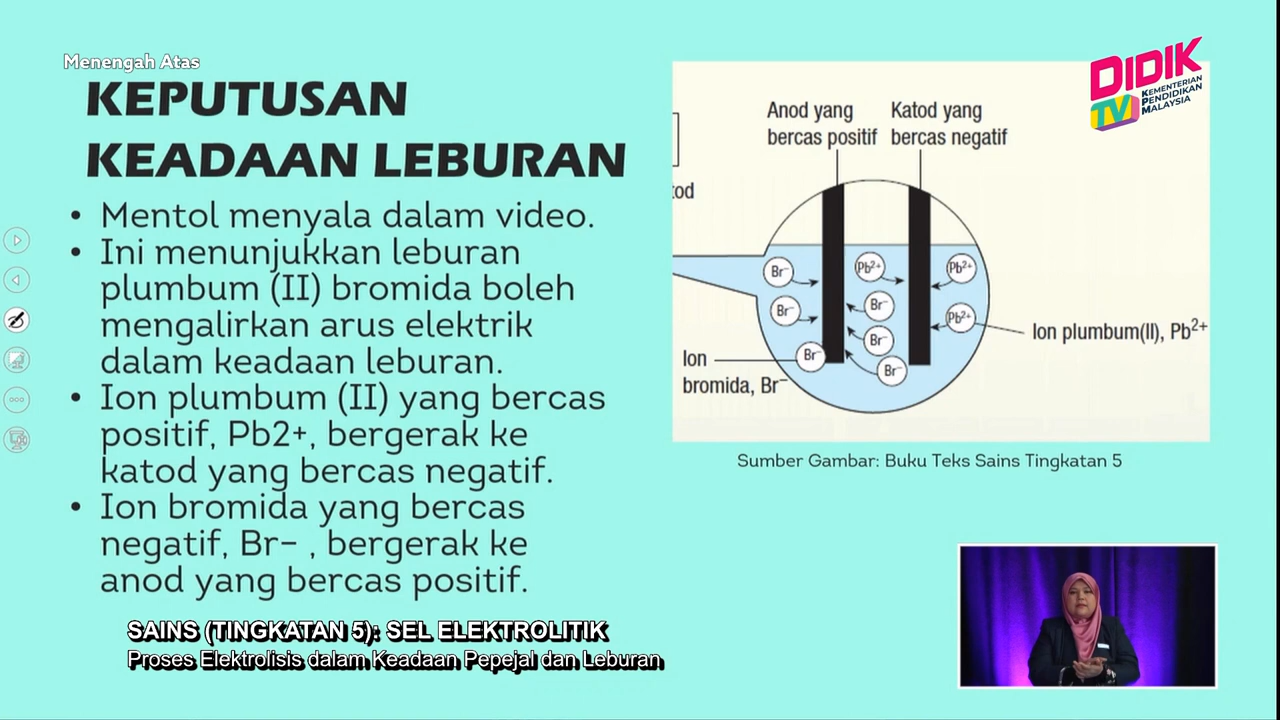 Menengah Atas
KEPUTUSAN
KEADAAN LEBURAN
• Mentol menyala dalam video.
• Ini menunjukkan leburan
plumbum (II) bromida boleh
mengalirkan arus elektrik
dalam keadaan leburan.
• Ion plumbum (II) yang bercas
positif, Pb2+, bergerak ke
katod yang bercas negatif.
• Ion bromida yang bercas
negatif, Br− , bergerak ke
anod yang bercas positif.
DIDIK
TV
KEMENTERIAN
PENDIDIKAN
MALAYSIA
Anod yang
bercas positif
Katod yang
bercas negatif
tod
Br⁻
Pb²⁺
Pb²⁺
Br⁻
Br⁻
Pb²⁺
Br⁻
Br⁻
Br⁻
Ion plumbum(II), Pb²⁺
Ion
bromida, Br⁻
Sumber Gambar: Buku Teks Sains Tingkatan 5
SAINS (TINGKATAN 5): SEL ELEKTROLITIK
Proses Elektrolisis dalam Keadaan Pepejal dan Leburan